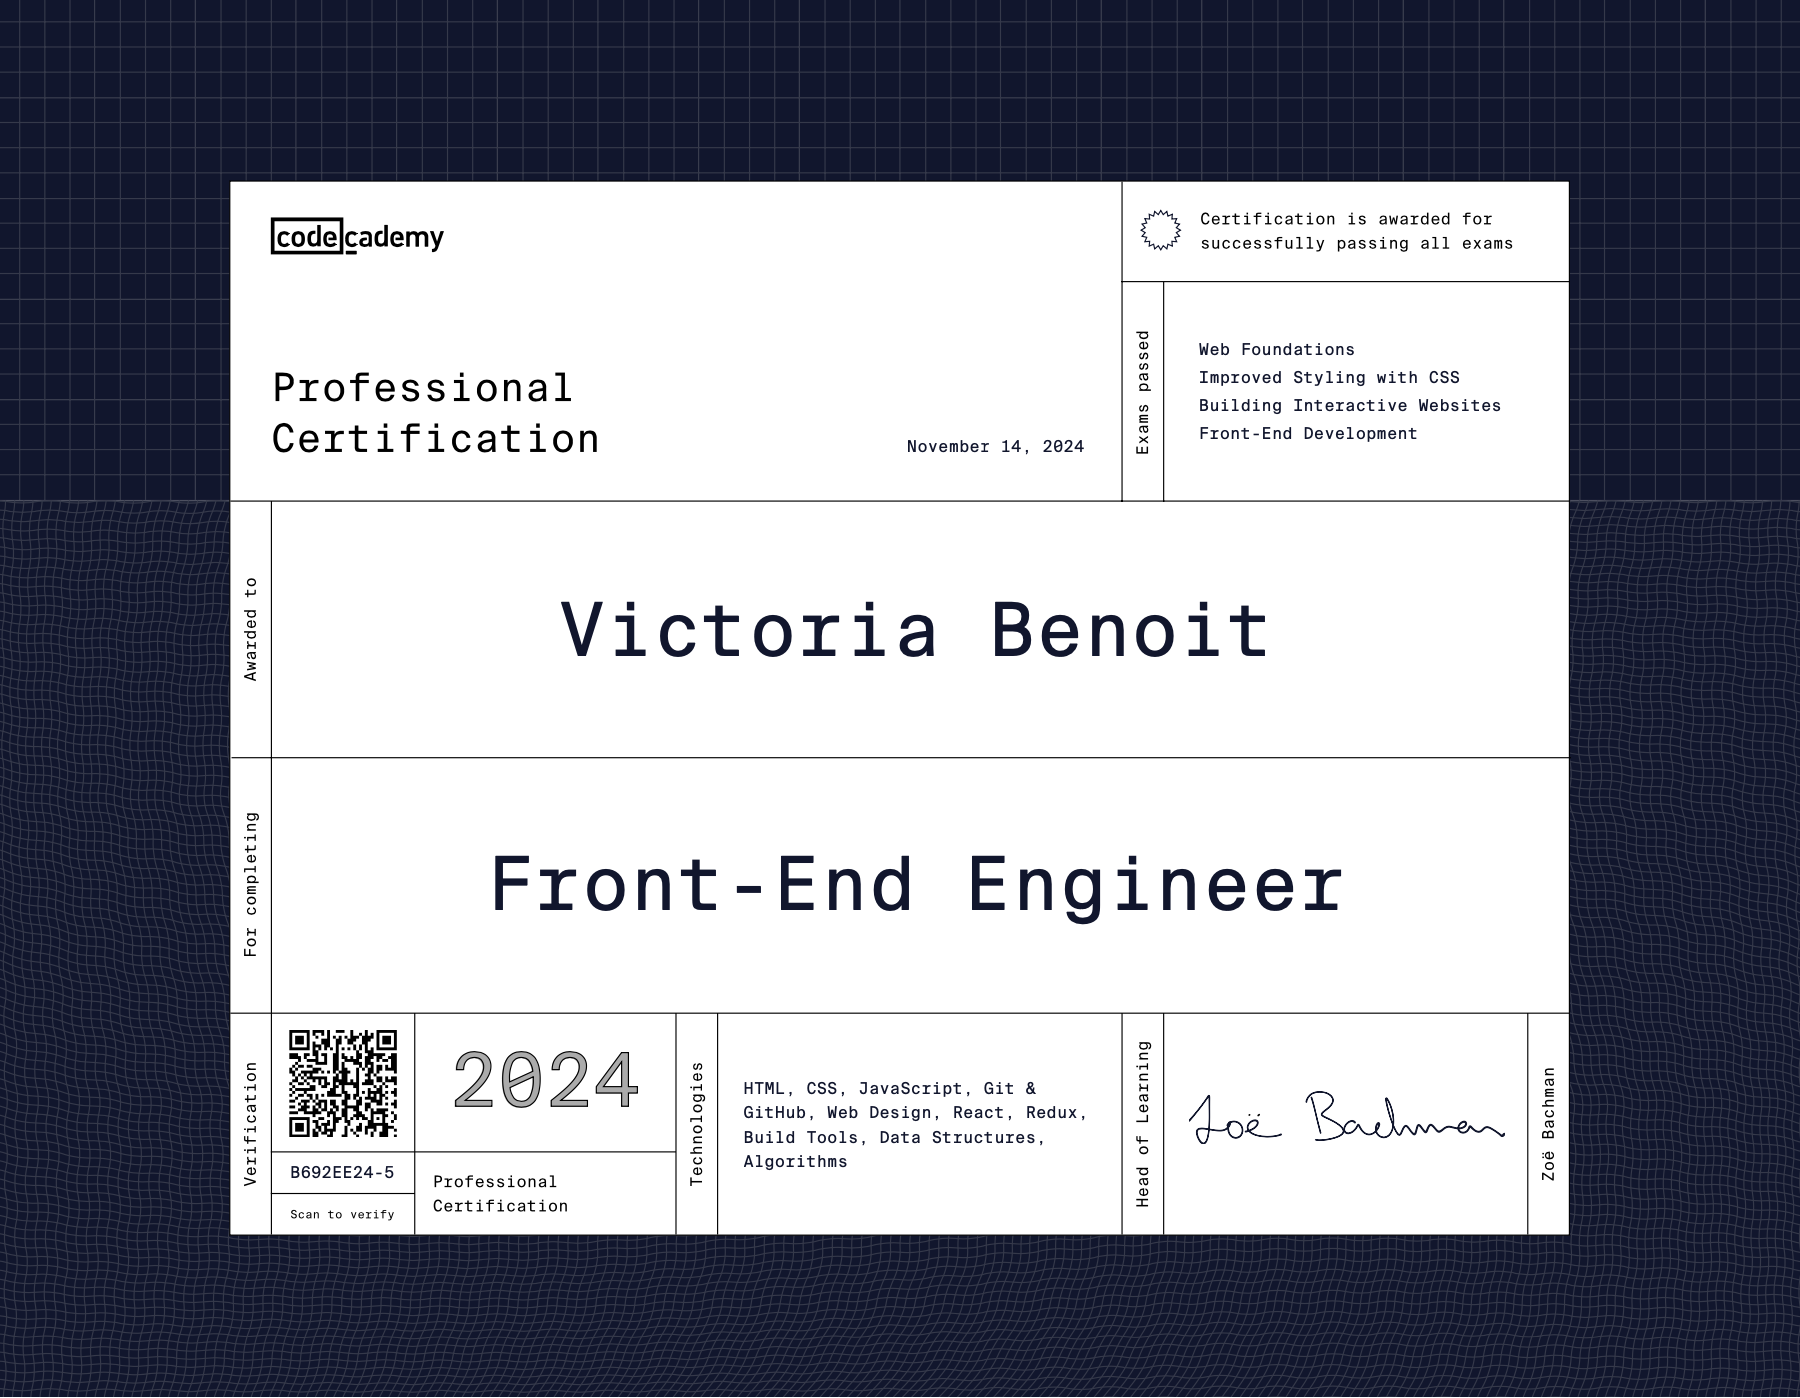 codecademy
Certification is awarded for
successfully passing all exams
Professional
Certification
November 14, 2024
Exams passed
Web Foundations
Improved Styling with CSS
Building Interactive Websites
Front-End Development
Awarded to
Victoria Benoit
For completing
Front-End Engineer
Verification
B692EE24-5
Scan to verify
2024
Professional
Certification
Technologies
HTML, CSS, JavaScript, Git &
GitHub, Web Design, React, Redux,
Build Tools, Data Structures,
Algorithms
Head of Learning
Zoë Bachman
Zoë Bachman